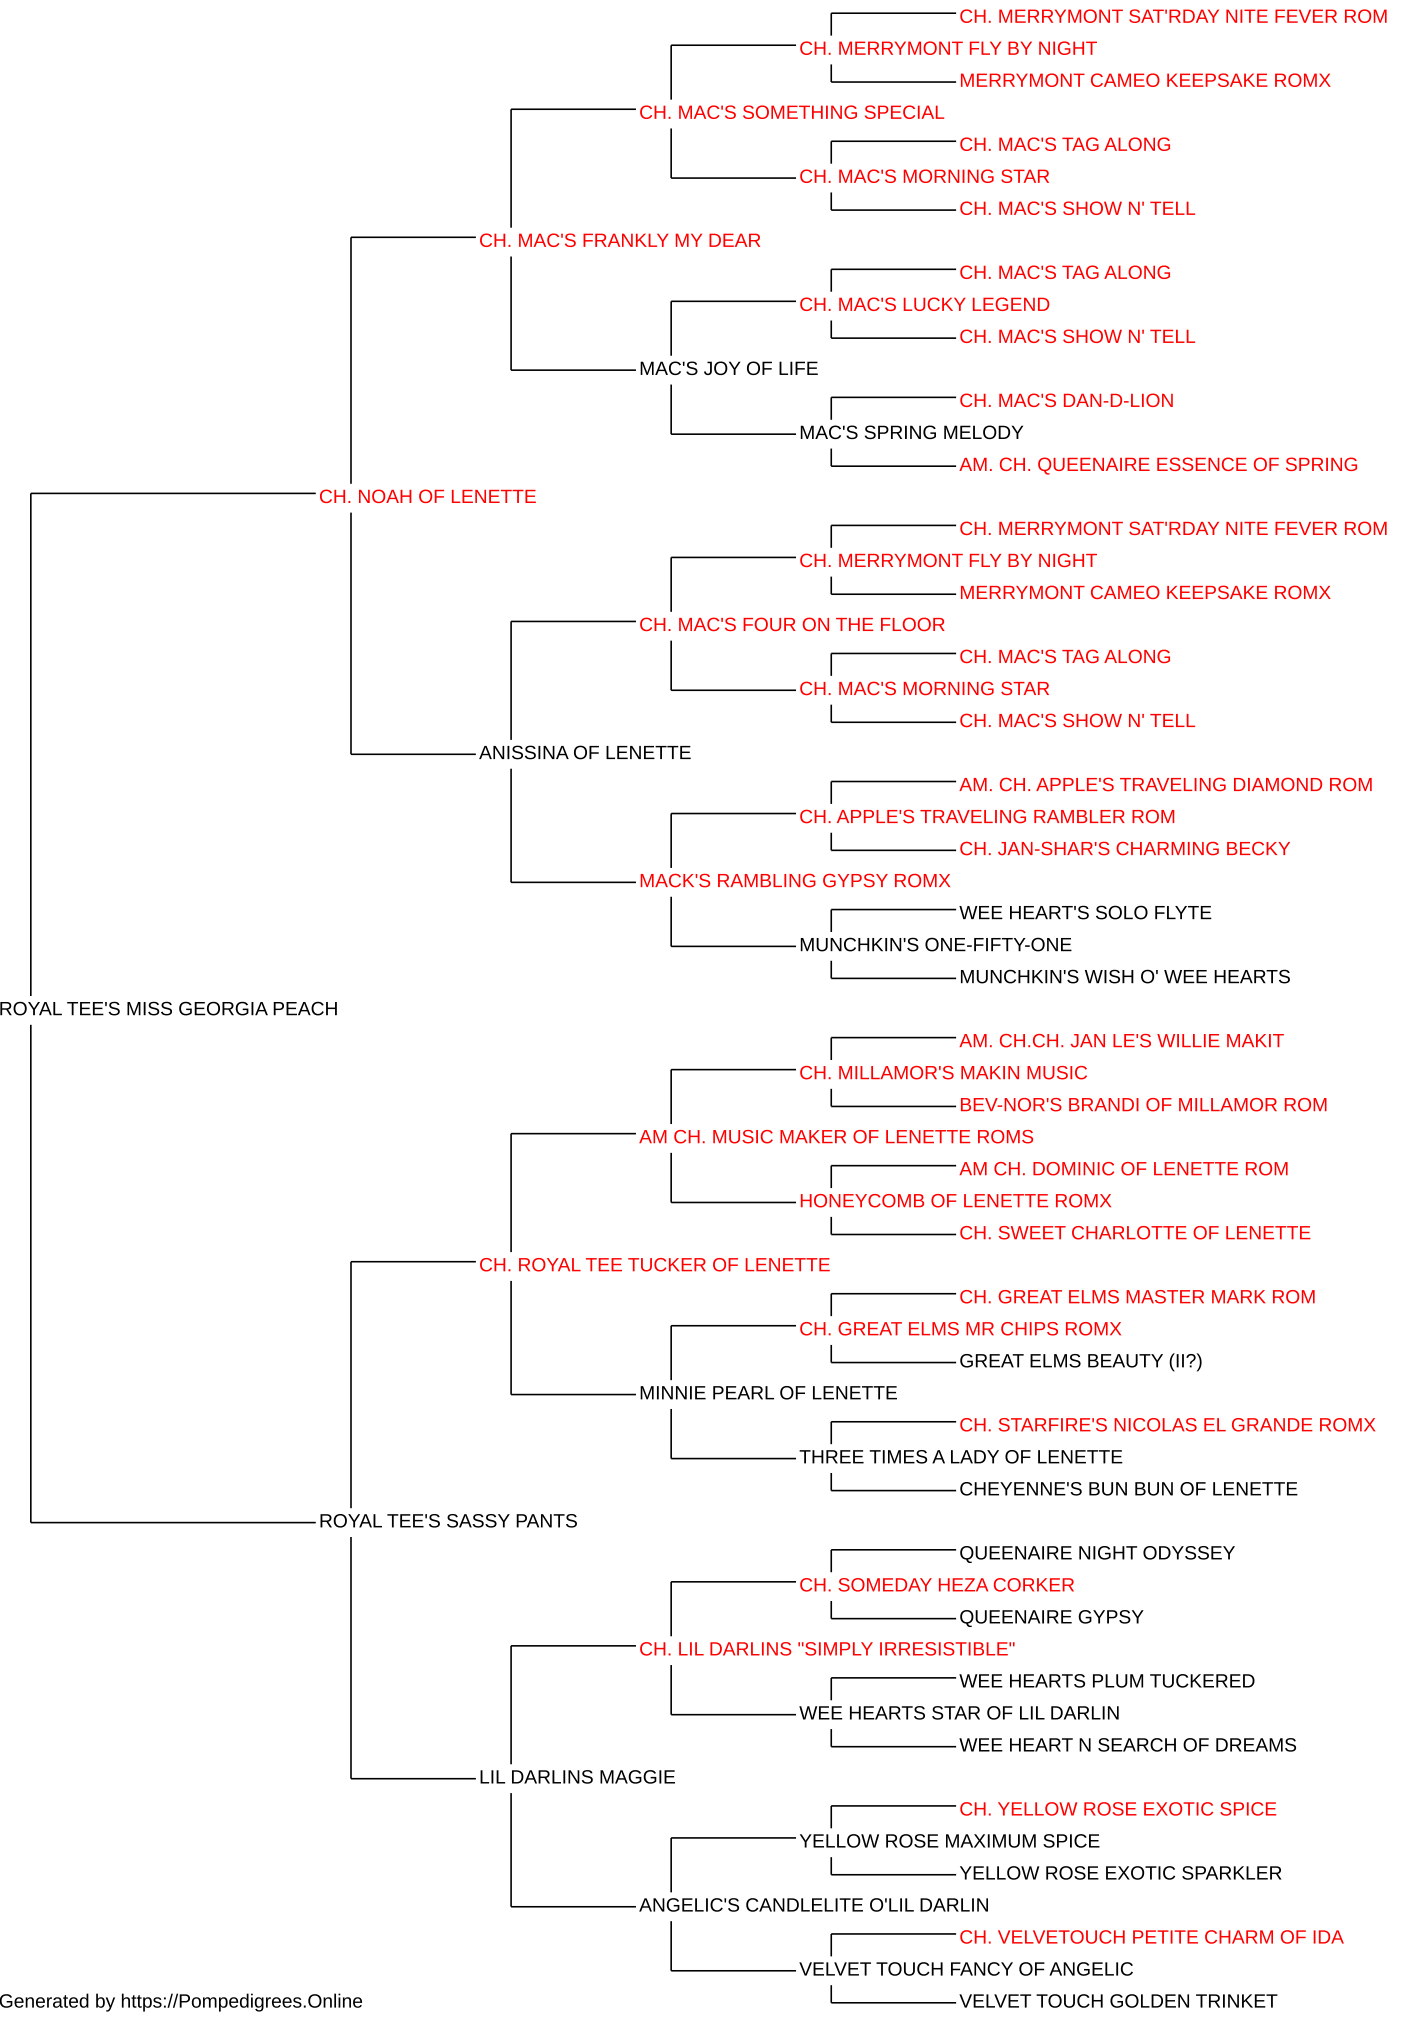 CH. MERRYMONT SAT'RDAY NITE FEVER ROM
CH. MERRYMONT FLY BY NIGHT
MERRYMONT CAMEO KEEPSAKE ROMX
CH. MAC'S SOMETHING SPECIAL
CH. MAC'S TAG ALONG
CH. MAC'S MORNING STAR
CH. MAC'S SHOW N' TELL
CH. MAC'S FRANKLY MY DEAR
CH. MAC'S TAG ALONG
CH. MAC'S LUCKY LEGEND
CH. MAC'S SHOW N' TELL
MAC'S JOY OF LIFE
CH. MAC'S DAN-D-LION
MAC'S SPRING MELODY
AM. CH. QUEENAIRE ESSENCE OF SPRING
CH. NOAH OF LENETTE
CH. MERRYMONT SAT'RDAY NITE FEVER ROM
CH. MERRYMONT FLY BY NIGHT
MERRYMONT CAMEO KEEPSAKE ROMX
CH. MAC'S FOUR ON THE FLOOR
CH. MAC'S TAG ALONG
CH. MAC'S MORNING STAR
CH. MAC'S SHOW N' TELL
ANISSINA OF LENETTE
AM. CH. APPLE'S TRAVELING DIAMOND ROM
CH. APPLE'S TRAVELING RAMBLER ROM
CH. JAN-SHAR'S CHARMING BECKY
MACK'S RAMBLING GYPSY ROMX
WEE HEART'S SOLO FLYTE
MUNCHKIN'S ONE-FIFTY-ONE
MUNCHKIN'S WISH O' WEE HEARTS
ROYAL TEE'S MISS GEORGIA PEACH
AM. CH.CH. JAN LE'S WILLIE MAKIT
CH. MILLAMOR'S MAKIN MUSIC
BEV-NOR'S BRANDI OF MILLAMOR ROM
AM CH. MUSIC MAKER OF LENETTE ROMS
AM CH. DOMINIC OF LENETTE ROM
HONEYCOMB OF LENETTE ROMX
CH. SWEET CHARLOTTE OF LENETTE
CH. ROYAL TEE TUCKER OF LENETTE
CH. GREAT ELMS MASTER MARK ROM
CH. GREAT ELMS MR CHIPS ROMX
GREAT ELMS BEAUTY (II?)
MINNIE PEARL OF LENETTE
CH. STARFIRE'S NICOLAS EL GRANDE ROMX
THREE TIMES A LADY OF LENETTE
CHEYENNE'S BUN BUN OF LENETTE
ROYAL TEE'S SASSY PANTS
QUEENAIRE NIGHT ODYSSEY
CH. SOMEDAY HEZA CORKER
QUEENAIRE GYPSY
CH. LIL DARLINS "SIMPLY IRRESISTIBLE"
WEE HEARTS PLUM TUCKERED
WEE HEARTS STAR OF LIL DARLIN
WEE HEART N SEARCH OF DREAMS
LIL DARLINS MAGGIE
CH. YELLOW ROSE EXOTIC SPICE
YELLOW ROSE MAXIMUM SPICE
YELLOW ROSE EXOTIC SPARKLER
ANGELIC'S CANDLELITE O'LIL DARLIN
CH. VELVETOUCH PETITE CHARM OF IDA
VELVET TOUCH FANCY OF ANGELIC
VELVET TOUCH GOLDEN TRINKET
Generated by https://Pompedigrees.Online